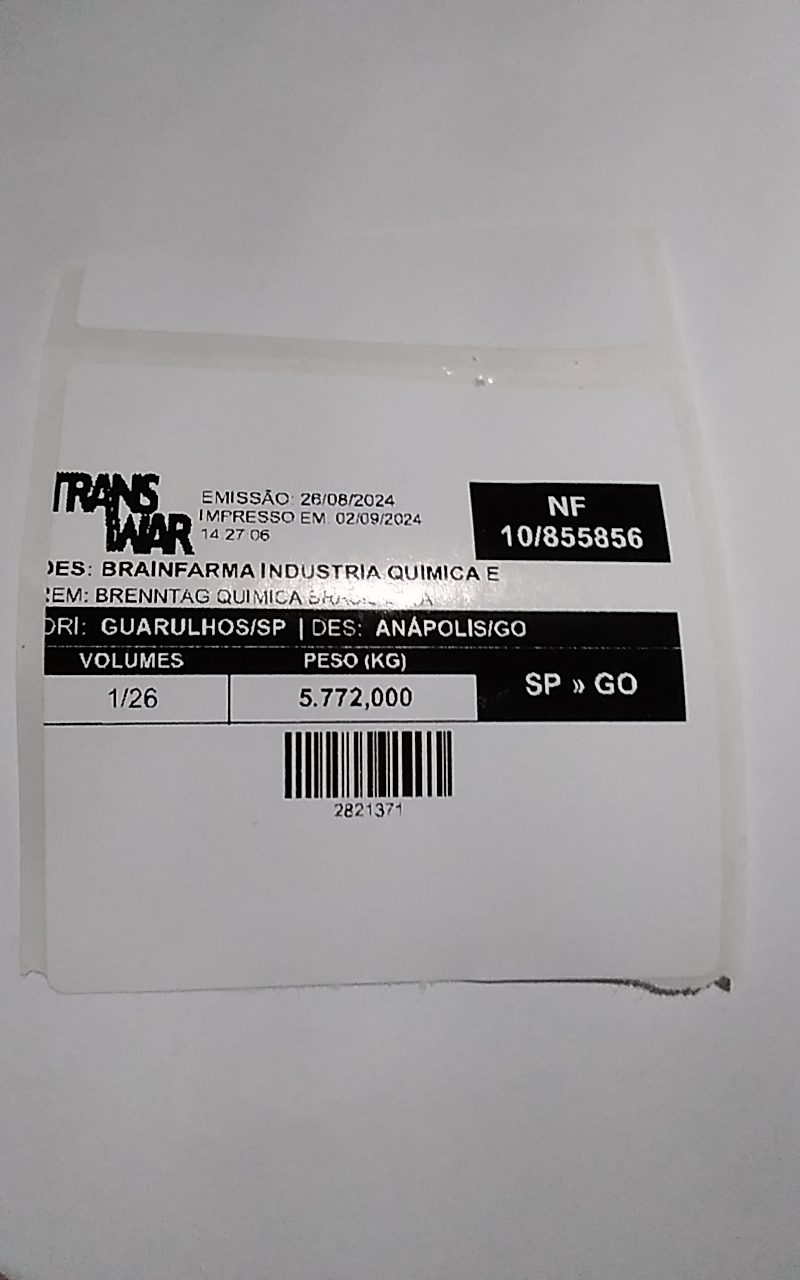 TRANS
WAR
EMISSÃO: 26/08/2024
IMPRESSO EM: 02/09/2024
14:27:06
NF
10/855856
DES: BRAINFARMA INDUSTRIA QUIMICA E
REM: BRENNTAG QUIMICA
ORI: GUARULHOS/SP | DES: ANÁPOLIS/GO
VOLUMES PESO (KG)
1/26 5.772,000
SP » GO
2821371